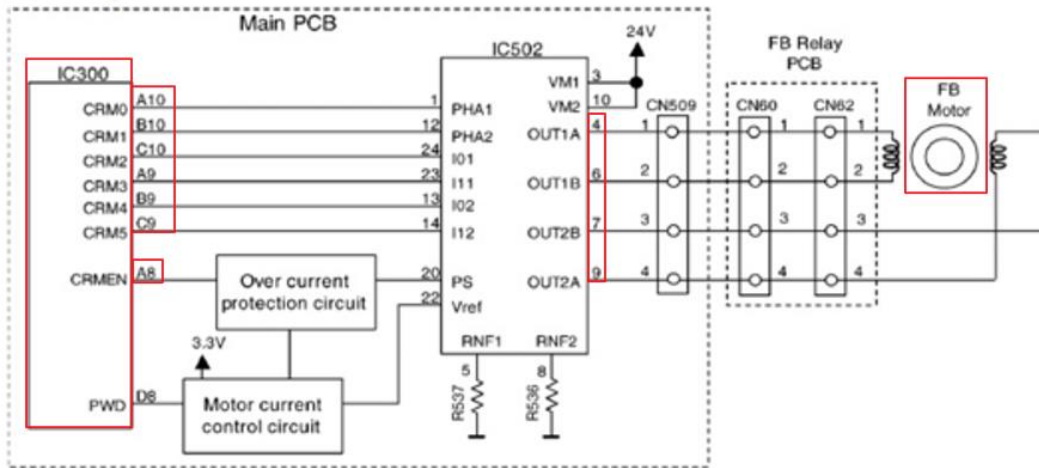 Main PCB
IC300
CRM0 A10
CRM1 B10
CRM2 C10
CRM3 A9
CRM4 B9
CRM5 C9
CRMEN A8
PWD D8
Over current
protection circuit
3.3V
Motor current
control circuit
IC502
1 PHA1
12 PHA2
24 I01
23 I11
13 I02
14 I12
20 PS
22 Vref
VM1 3
VM2 10
OUT1A 4
OUT1B 6
OUT2B 7
OUT2A 9
RNF1 RNF2
5 8
R537 R536
24V
CN509
1
2
3
4
FB Relay
PCB
CN60 CN62
1 1
2 2
3 3
4 4
FB
Motor